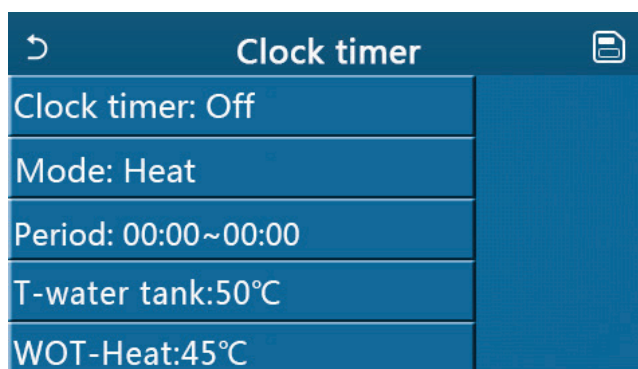 Clock timer
Clock timer: Off
Mode: Heat
Period: 00:00~00:00
T-water tank:50℃
WOT-Heat:45℃